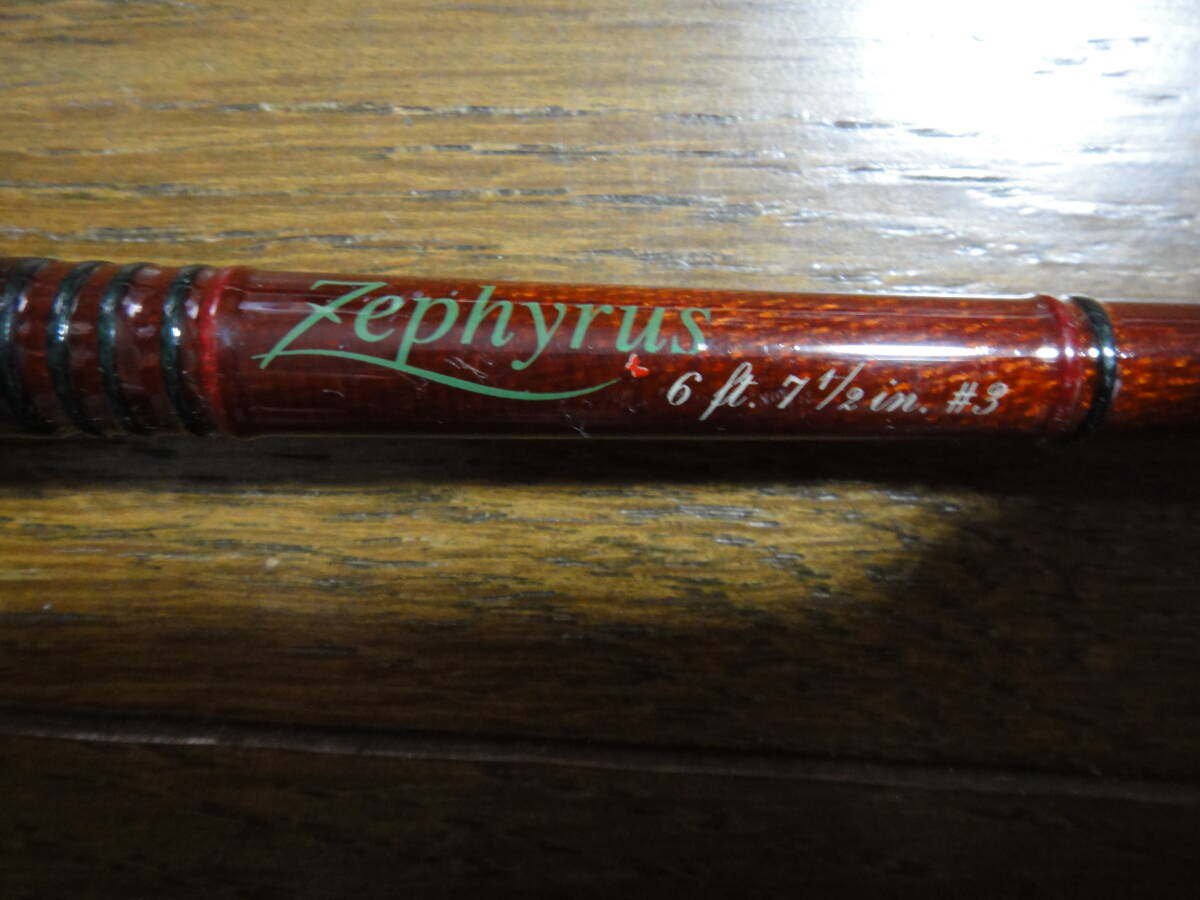 Zephyrus
6 ft. 7 1/2 in. #3